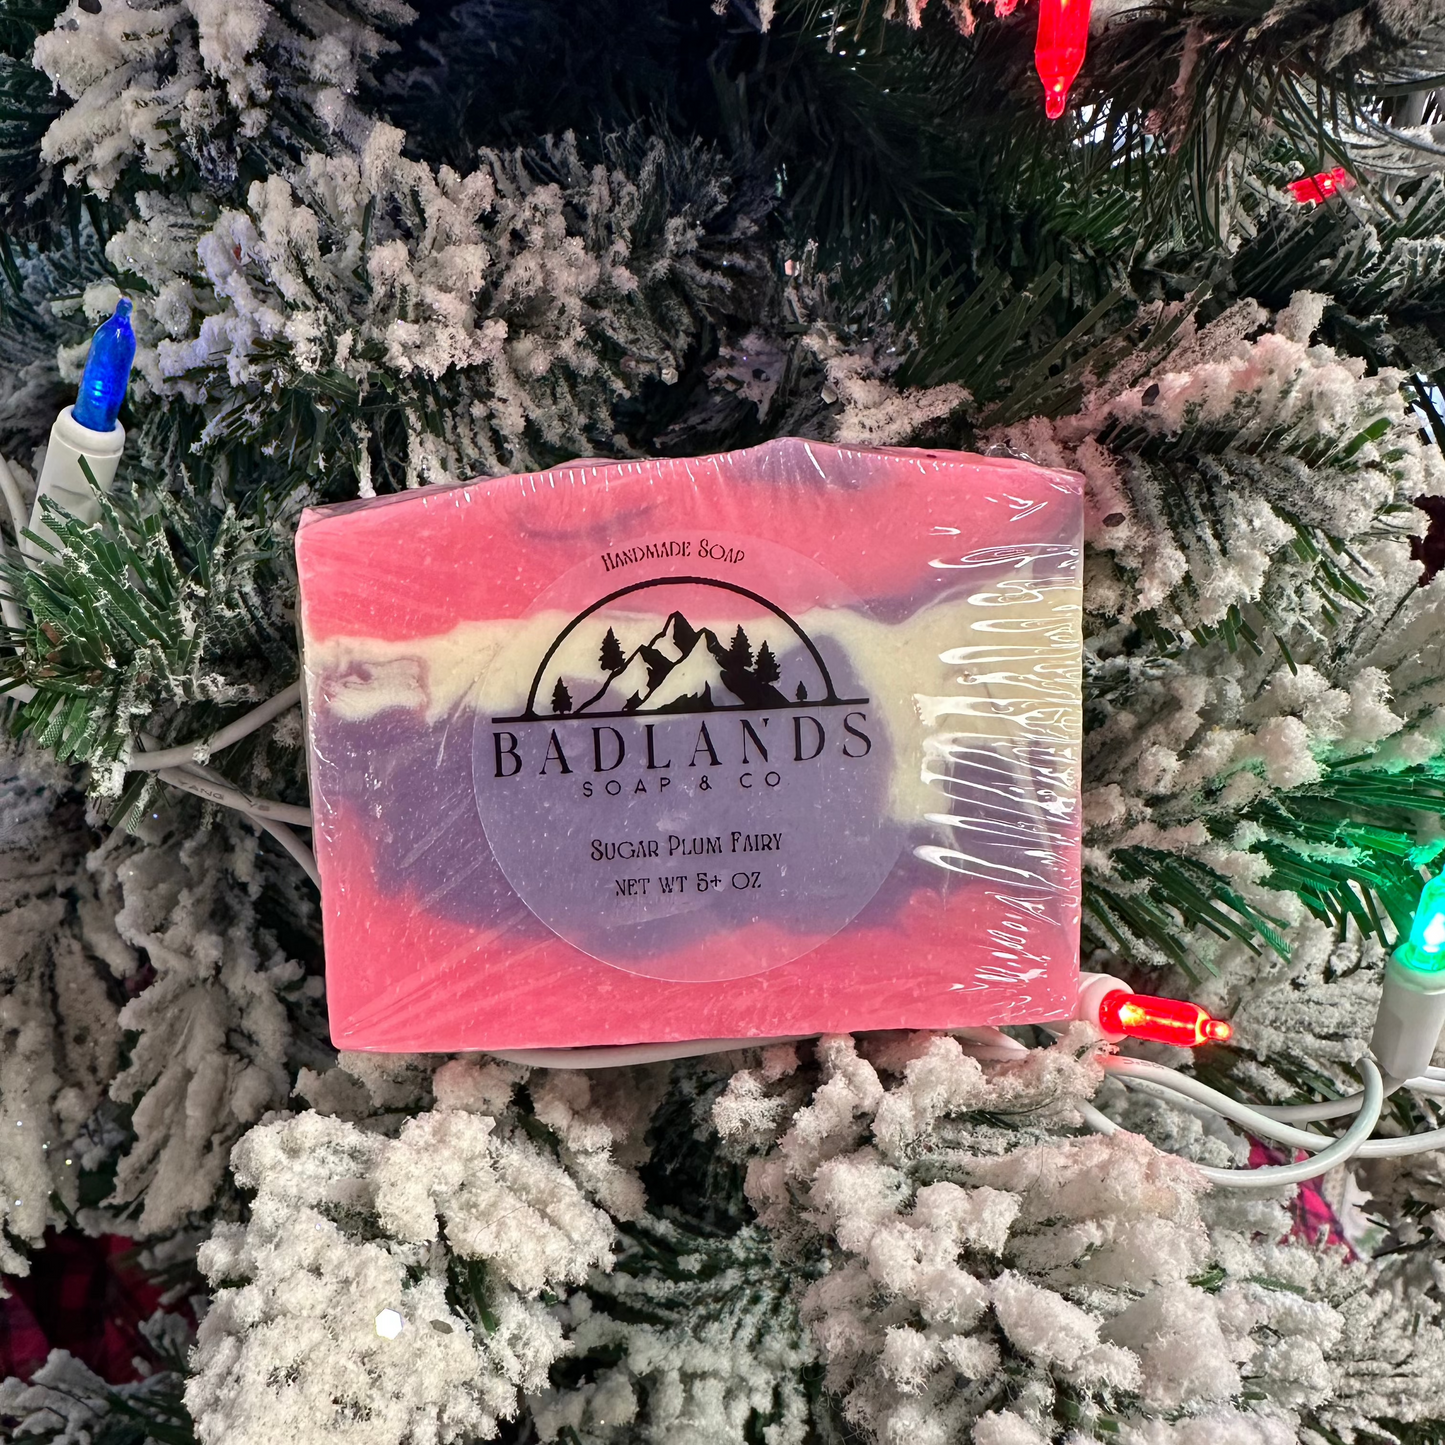 HANDMADE SOAP
BADLANDS
SOAP & CO
SUGAR PLUM FAIRY
NET WT 5+ OZ